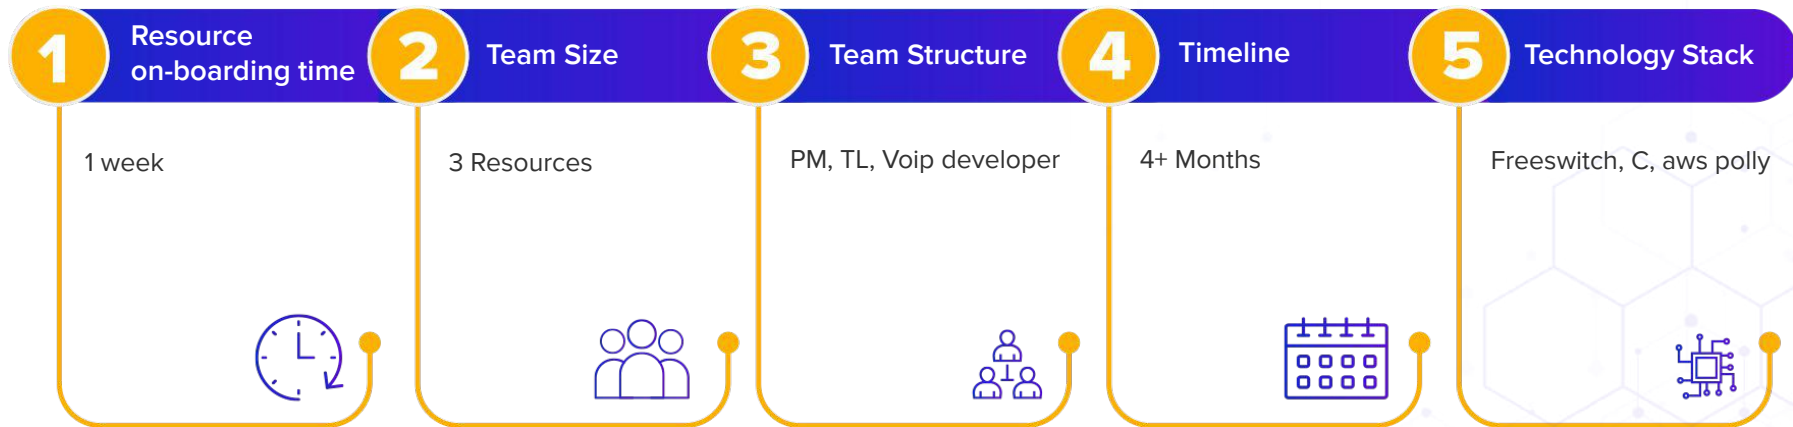 1
Resource
on-boarding time
1 week
2
Team Size
3 Resources
3
Team Structure
PM, TL, Voip developer
4
Timeline
4+ Months
5
Technology Stack
Freeswitch, C, aws polly